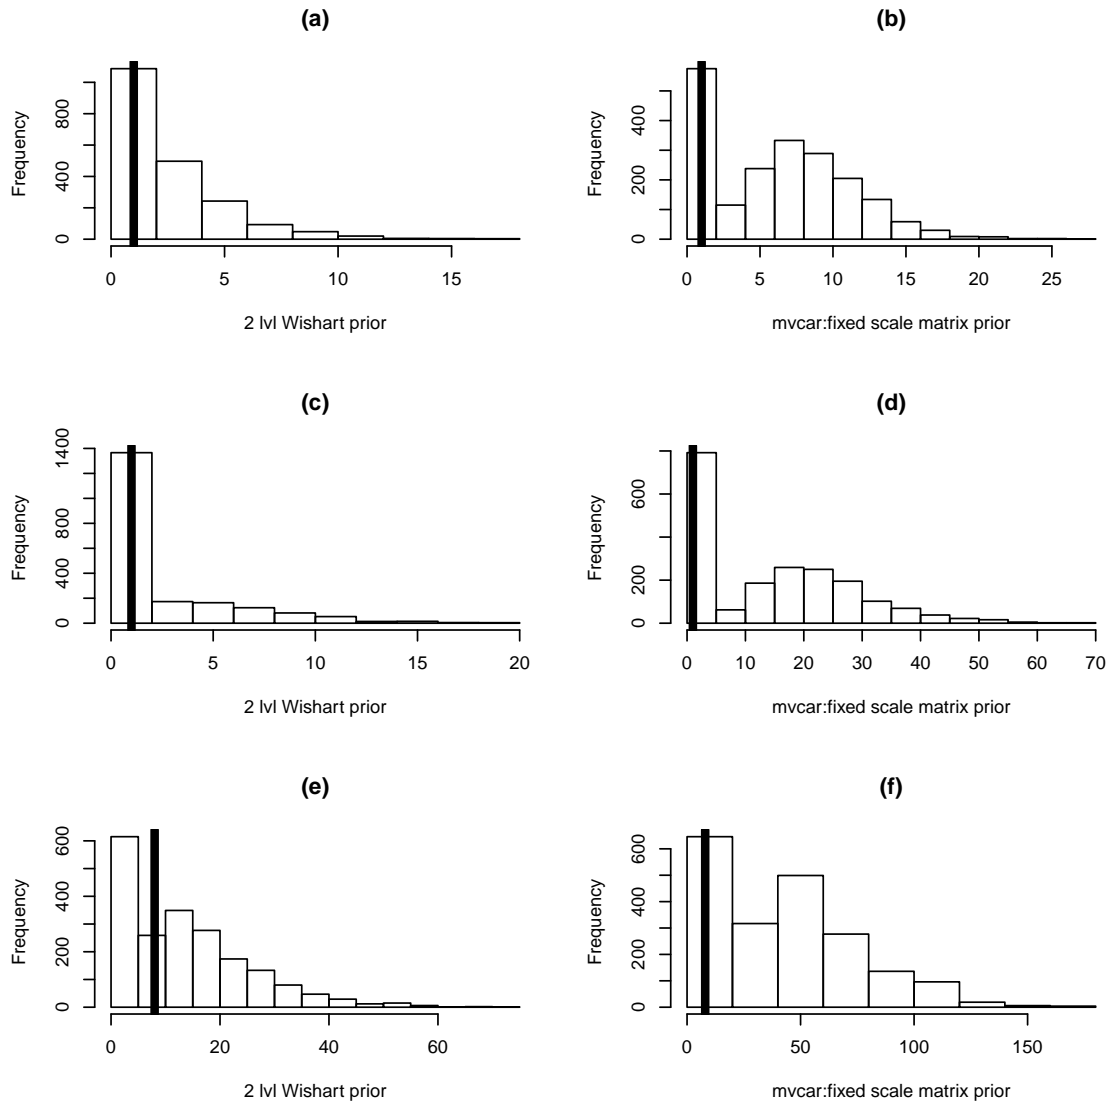 (a)
Frequency
0 400 800
0 5 10 15
2 lvl Wishart prior
(b)
Frequency
0 200 400
0 5 10 15 20 25
mvcar:fixed scale matrix prior
(c)
Frequency
0 400 800 1400
0 5 10 15 20
2 lvl Wishart prior
(d)
Frequency
0 200 600
0 10 20 30 40 50 60 70
mvcar:fixed scale matrix prior
(e)
Frequency
0 200 400 600
0 20 40 60
2 lvl Wishart prior
(f)
Frequency
0 200 400 600
0 50 100 150
mvcar:fixed scale matrix prior